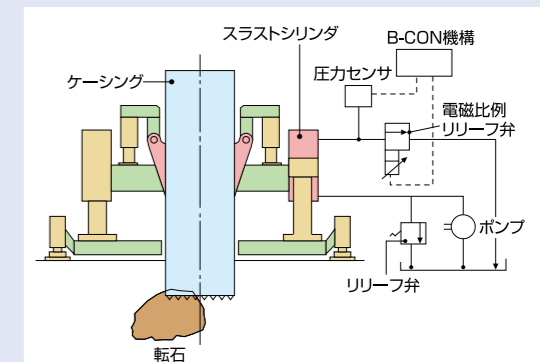 スラストシリンダ
B-CON機構
圧力センサ
ケーシング
電磁比例
リリーフ弁
ポンプ
リリーフ弁
転石